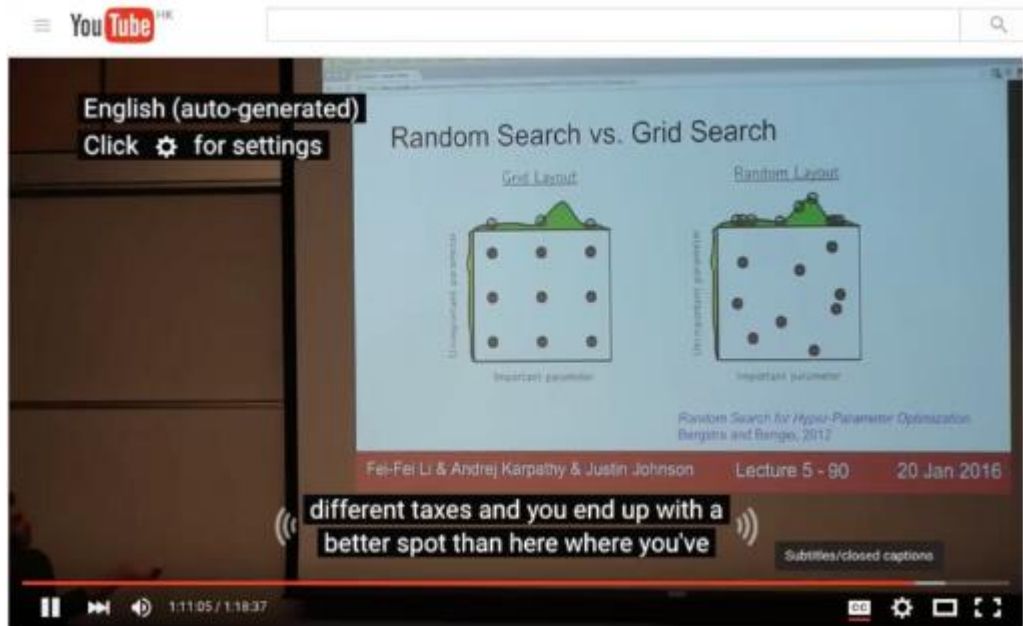 YouTube HK
English (auto-generated)
Click ⚙ for settings
Random Search vs. Grid Search
Grid Layout
Random Layout
Unimportant parameter
Important parameter
Unimportant parameter
Important parameter
Random Search for Hyper-Parameter Optimization
Bergstra and Bengio, 2012
Fei-Fei Li & Andrej Karpathy & Justin Johnson
Lecture 5 - 90
20 Jan 2016
different taxes and you end up with a
better spot than here where you've
Subtitles/closed captions
1:11:05 / 1:18:37
CC